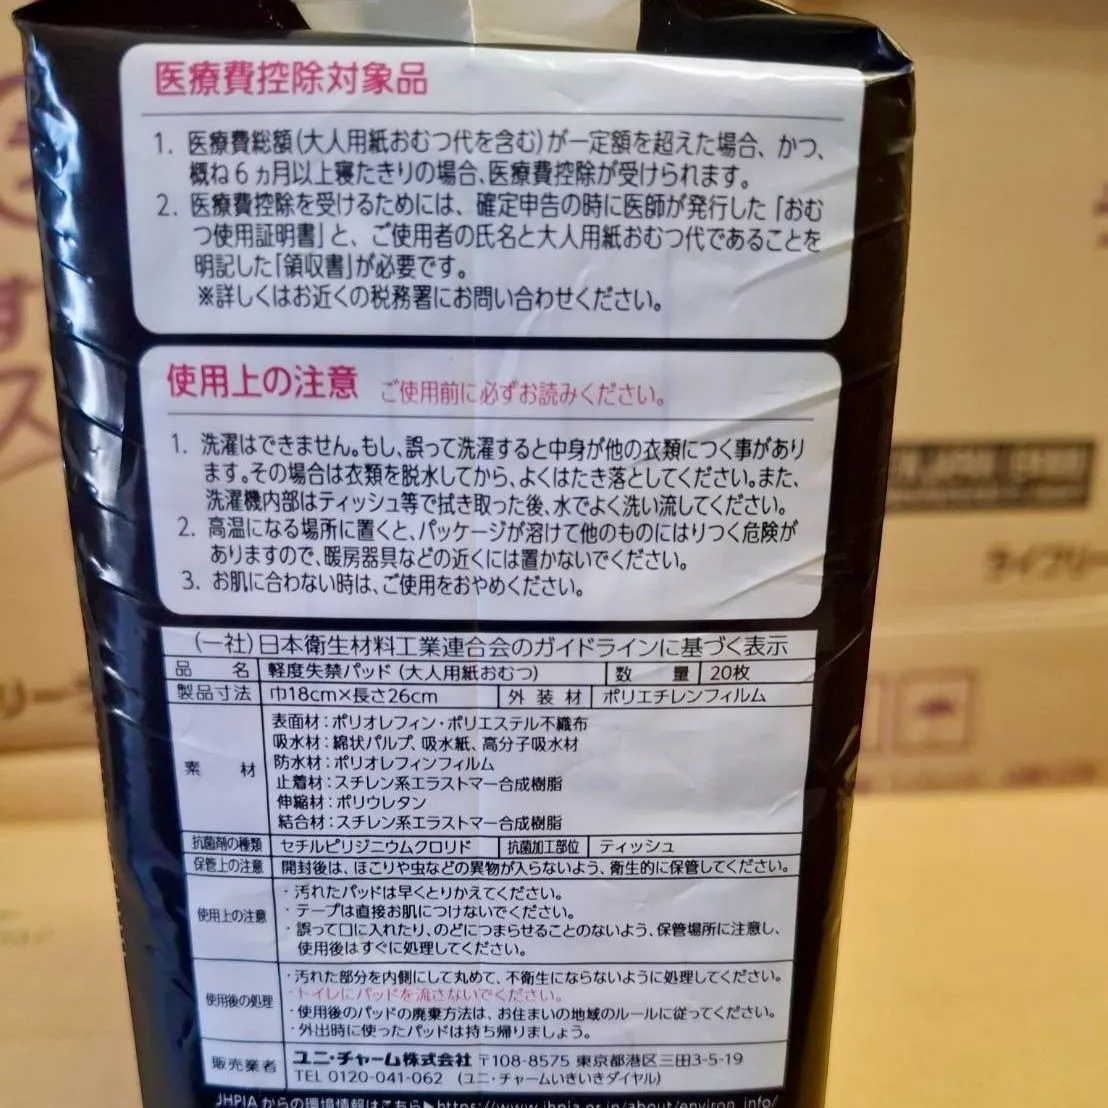 医療費控除対象品
1. 医療費総額(大人用紙おむつ代を含む)が一定額を超えた場合、かつ、
概ね6ヵ月以上寝たきりの場合、医療費控除が受けられます。
2. 医療費控除を受けるためには、確定申告の時に医師が発行した「おむ
つ使用証明書」と、ご使用者の氏名と大人用紙おむつ代であることを
明記した「領収書」が必要です。
※詳しくはお近くの税務署にお問い合わせください。
使用上の注意 ご使用前に必ずお読みください。
1. 洗濯はできません。もし、誤って洗濯すると中身が他の衣類につく事があり
ます。その場合は衣類を脱水してから、よくはたき落としてください。また、
洗濯機内部はティッシュ等で拭き取った後、水でよく洗い流してください。
2. 高温になる場所に置くと、パッケージが溶けて他のものにはりつく危険が
ありますので、暖房器具などの近くには置かないでください。
3. お肌に合わない時は、ご使用をおやめください。
(一社)日本衛生材料工業連合会のガイドラインに基づく表示
品 名 軽度失禁パッド(大人用紙おむつ) 数 量 20枚
製品寸法 巾18cm×長さ26cm 外装材 ポリエチレンフィルム
素 材
表面材:ポリオレフィン・ポリエステル不織布
吸水材:綿状パルプ、吸水紙、高分子吸水材
防水材:ポリオレフィンフィルム
止着材:スチレン系エラストマー合成樹脂
伸縮材:ポリウレタン
結合材:スチレン系エラストマー合成樹脂
抗菌剤の種類 セチルピリジニウムクロリド 抗菌加工部位 ティッシュ
保管上の注意 開封後は、ほこりや虫などの異物が入らないよう、衛生的に保管してください。
使用上の注意
・汚れたパッドは早くとりかえてください。
・テープは直接お肌につけないでください。
・誤って口に入れたり、のどにつまらせることのないよう、保管場所に注意し、
使用後はすぐに処理してください。
使用後の処理
・汚れた部分を内側にして丸めて、不衛生にならないように処理してください。
・トイレにパッドを流さないでください。
・使用後のパッドの廃棄方法は、お住まいの地域のルールに従ってください。
・外出時に使ったパッドは持ち帰りましょう。
販売業者 ユニ・チャーム株式会社 〒108-8575 東京都港区三田3-5-19
TEL 0120-041-062 (ユニ・チャームいきいきダイヤル)
JHPIAからの環境情報はこちら▶https://www.jhpia.or.jp/about/environ_info/
ライフリー